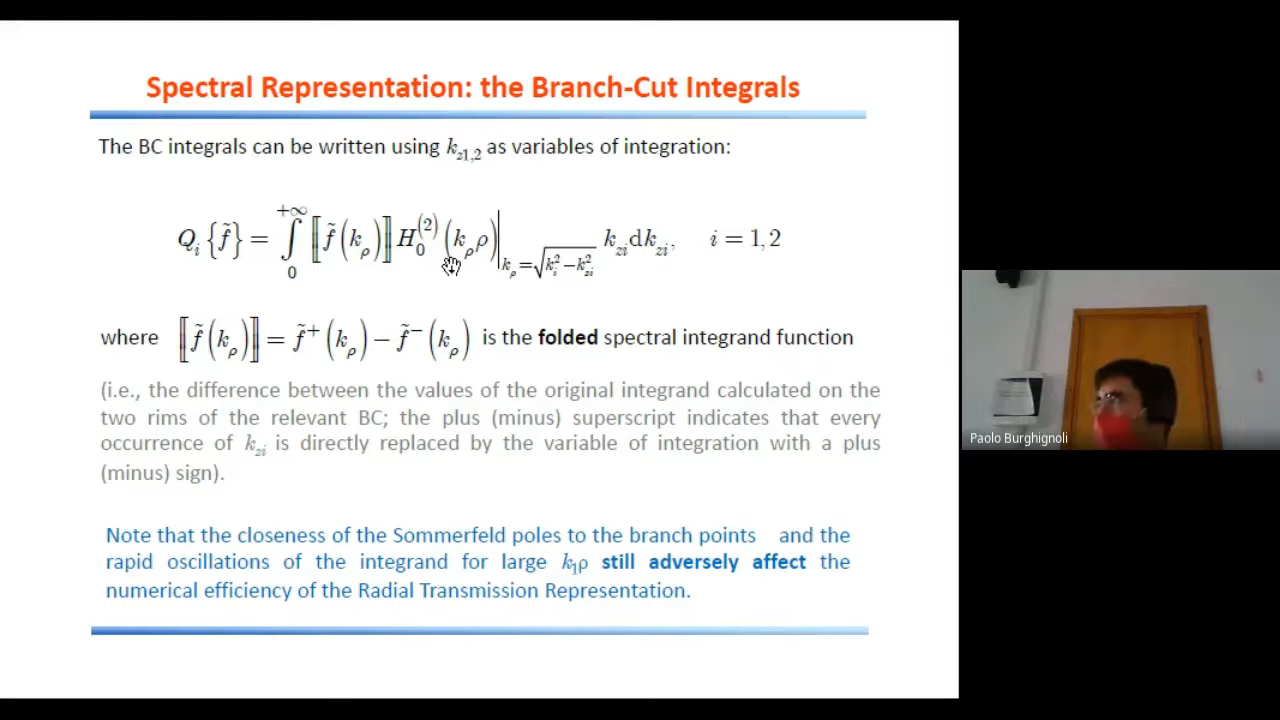 Spectral Representation: the Branch-Cut Integrals
The BC integrals can be written using k_{z1,2} as variables of integration:
Q_i {f̃} = ∫_0^{+∞} ⟦f̃(k_ρ)⟧ H_0^{(2)}(k_ρρ)|_{k_ρ=√(k_i^2−k_{zi}^2)} k_{zi}dk_{zi}, i = 1,2
where ⟦f̃(k_ρ)⟧ = f̃^+(k_ρ) − f̃^−(k_ρ) is the folded spectral integrand function
(i.e., the difference between the values of the original integrand calculated on the
two rims of the relevant BC; the plus (minus) superscript indicates that every
occurrence of k_{zi} is directly replaced by the variable of integration with a plus
(minus) sign).
Note that the closeness of the Sommerfeld poles to the branch points and the
rapid oscillations of the integrand for large k_1ρ still adversely affect the
numerical efficiency of the Radial Transmission Representation.
Paolo Burghignoli